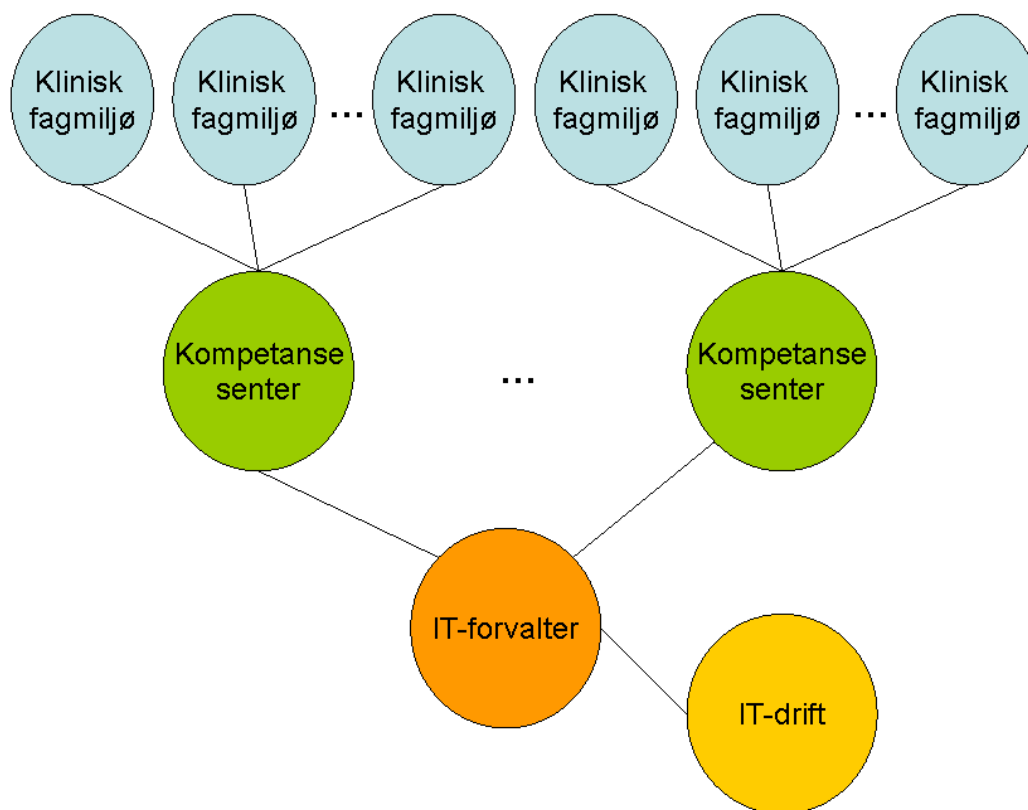 Klinisk
fagmiljø
Klinisk
fagmiljø
...
Klinisk
fagmiljø
Klinisk
fagmiljø
Klinisk
fagmiljø
...
Klinisk
fagmiljø
Kompetanse
senter
...
Kompetanse
senter
IT-forvalter
IT-drift